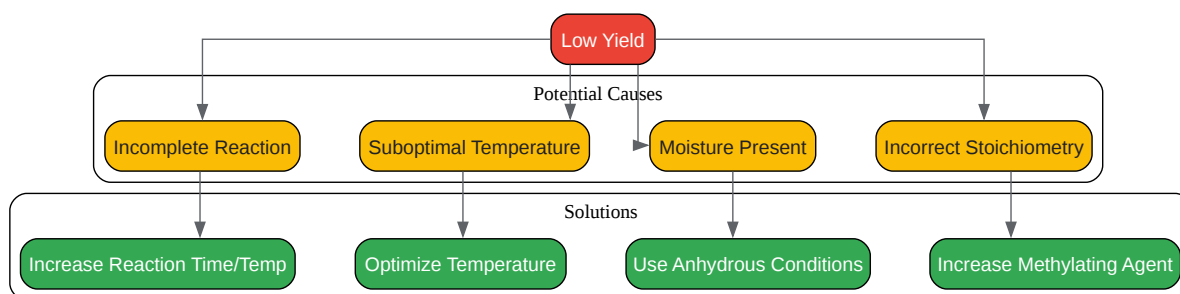 Low Yield
Potential Causes
Incomplete Reaction
Suboptimal Temperature
Moisture Present
Incorrect Stoichiometry
Solutions
Increase Reaction Time/Temp
Optimize Temperature
Use Anhydrous Conditions
Increase Methylating Agent